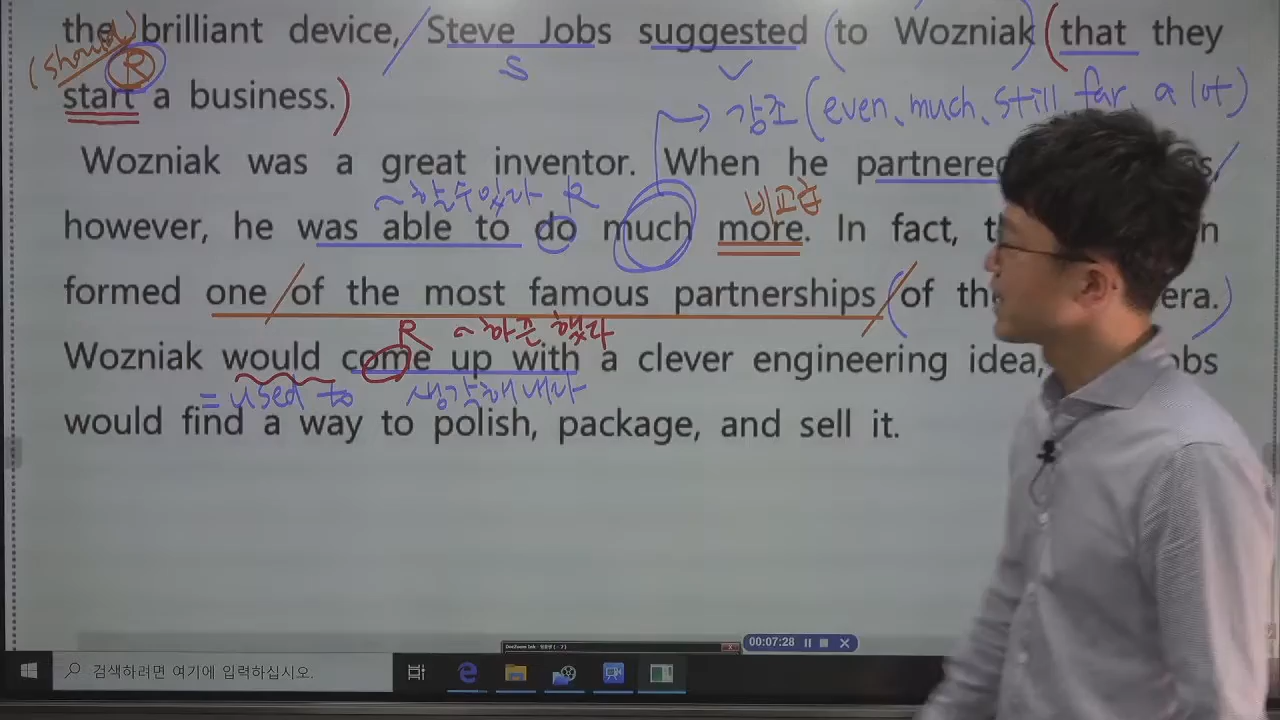 the brilliant device, Steve Jobs suggested (to Wozniak) (that they
(should) R
S V
start a business.)
→ 강조 (even, much, still, far, a lot)
Wozniak was a great inventor. When he partnered
~할 수 있다 R 비교급
however, he was able to do much more. In fact,
formed one of the most famous partnerships (of era.)
R ~하곤 했다
Wozniak would come up with a clever engineering idea,
= used to 생각해내다
would find a way to polish, package, and sell it.
00:07:28
검색하려면 여기에 입력하십시오.